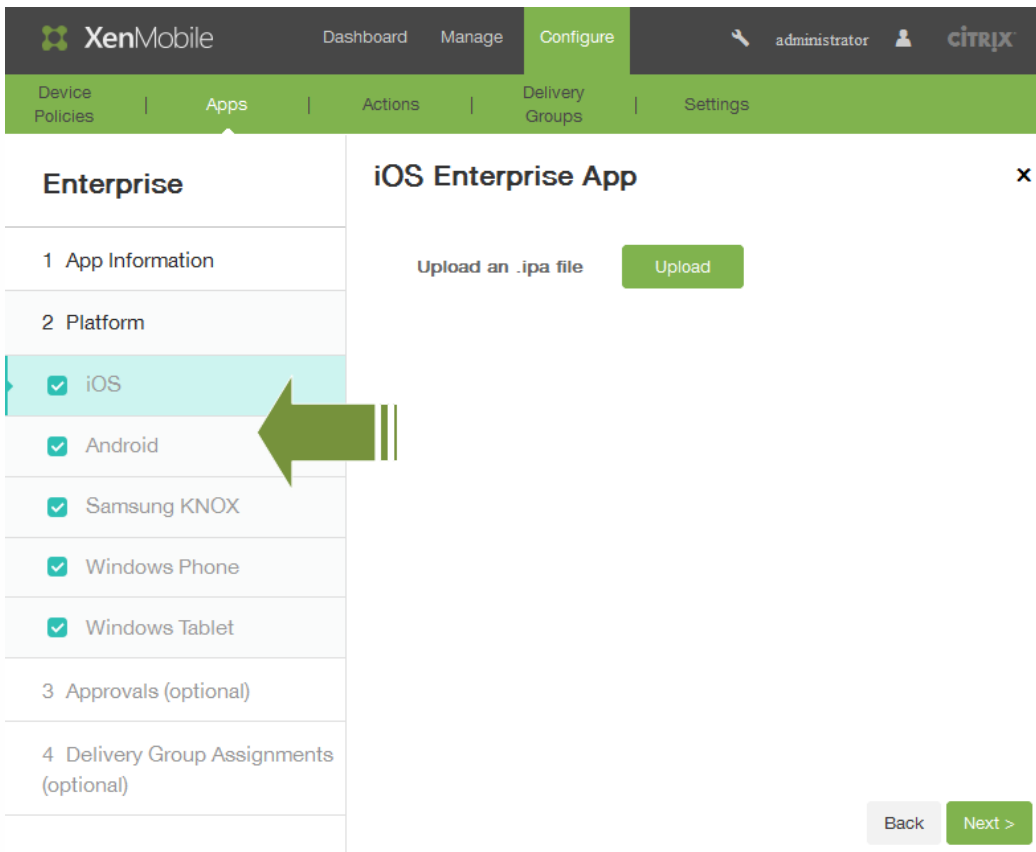 XenMobile Dashboard Manage Configure administrator CİTRIX
Device Policies | Apps | Actions | Delivery Groups | Settings
Enterprise
iOS Enterprise App
x
1 App Information
Upload an .ipa file
Upload
2 Platform
iOS
Android
Samsung KNOX
Windows Phone
Windows Tablet
3 Approvals (optional)
4 Delivery Group Assignments
(optional)
Back
Next >